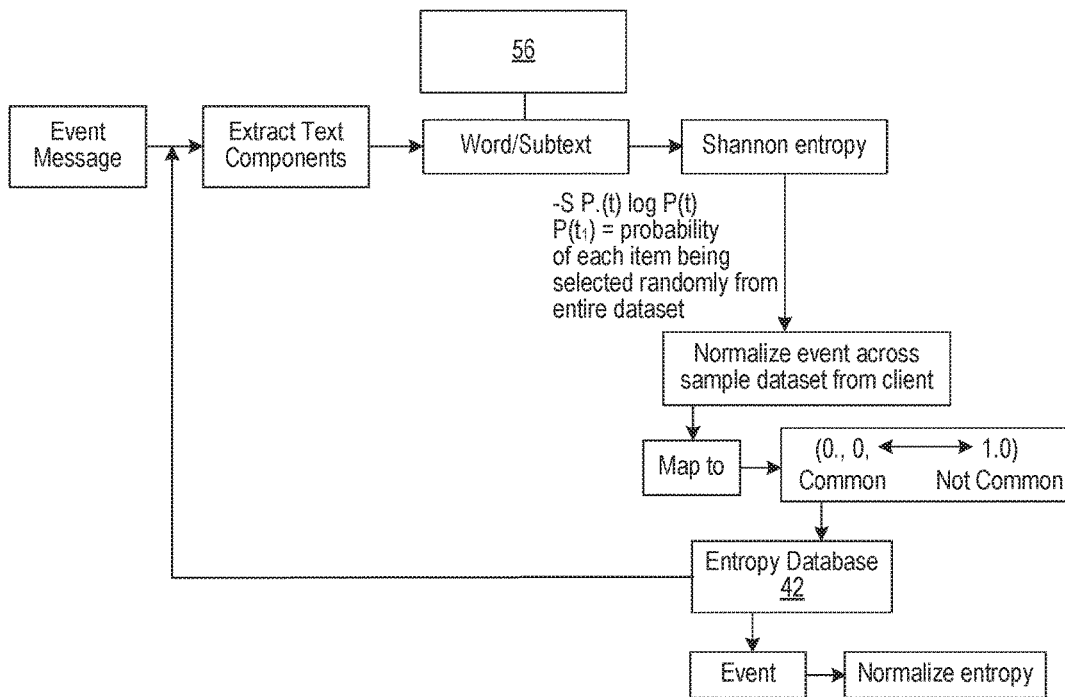 56
Event
Message
Extract Text
Components
Word/Subtext
Shannon entropy
-S P.(t) log P(t)
P(t₁) = probability
of each item being
selected randomly from
entire dataset
Normalize event across
sample dataset from client
Map to
(0., 0, 1.0)
Common Not Common
Entropy Database
42
Event
Normalize entropy